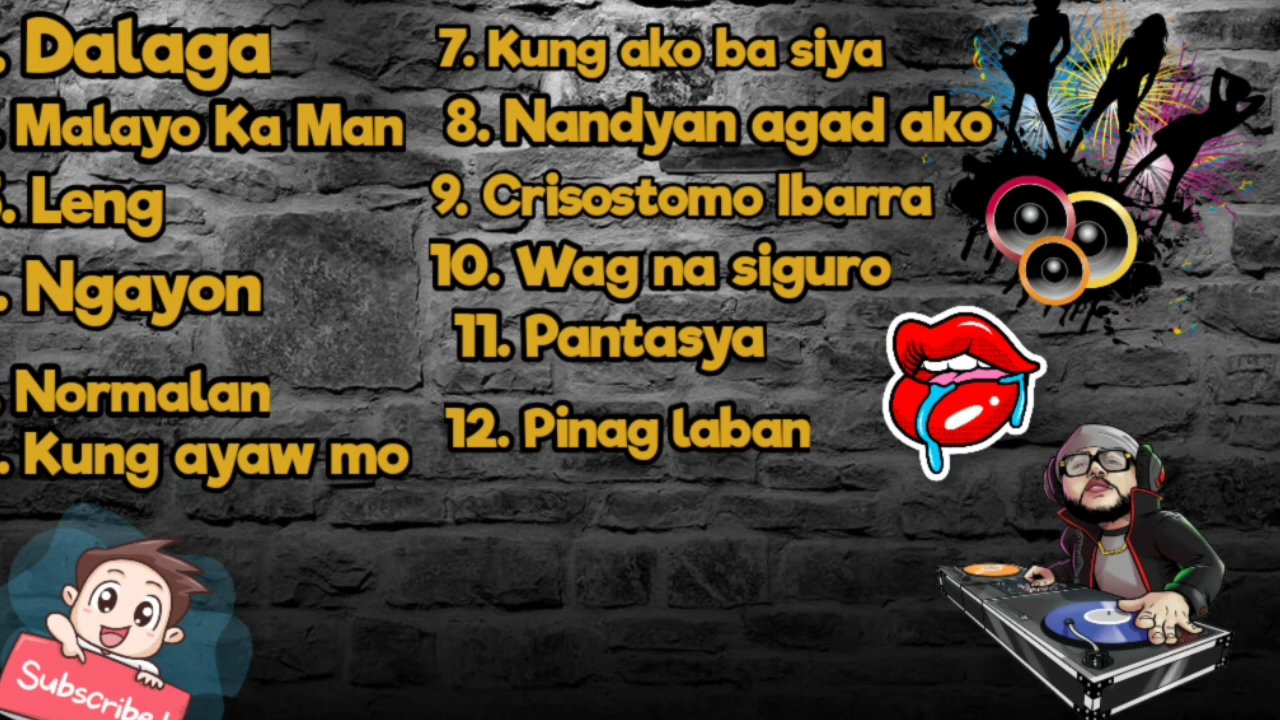 . Dalaga
. Malayo Ka Man
. Leng
. Ngayon
. Normalan
. Kung ayaw mo
7. Kung ako ba siya
8. Nandyan agad ako
9. Crisostomo Ibarra
10. Wag na siguro
11. Pantasya
12. Pinag laban
Subscribe!